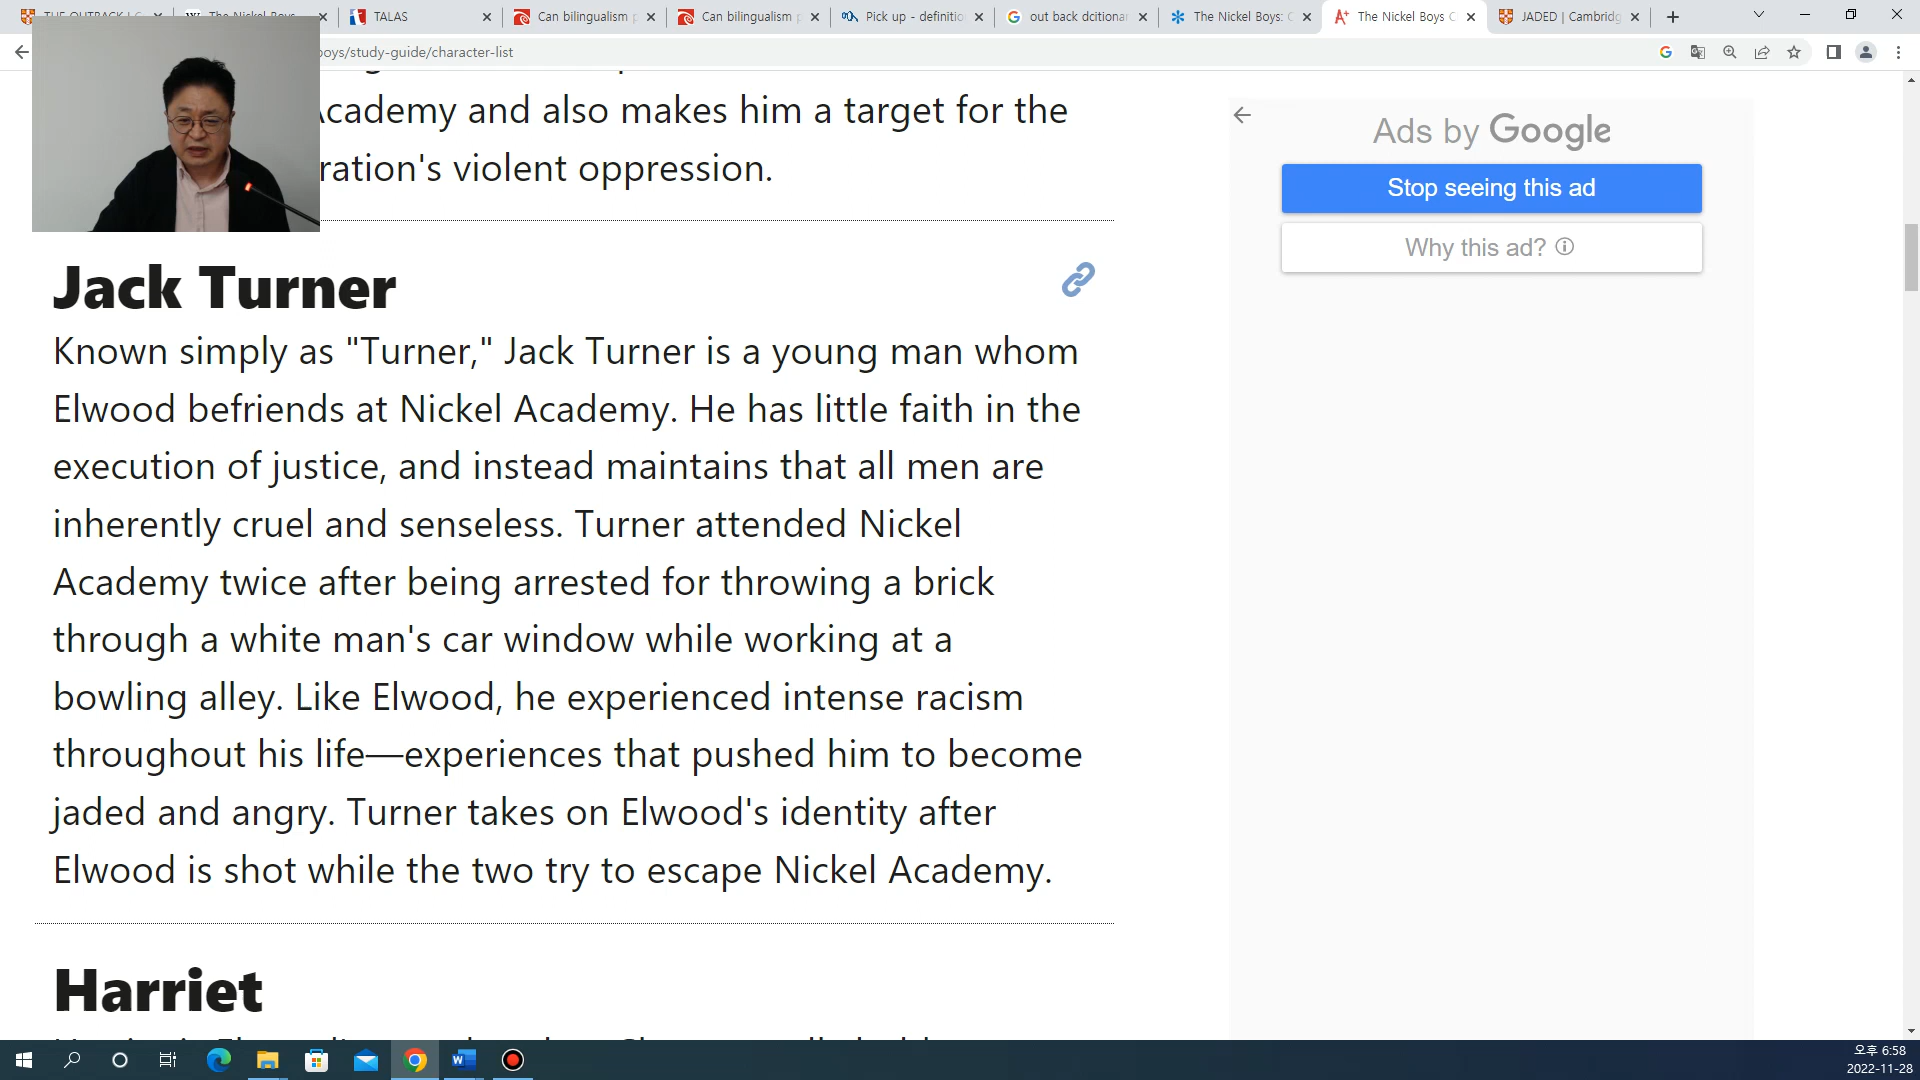 TALAS
Can bilingualism
Can bilingualism
Pick up - definitio
out back dcitionar
The Nickel Boys: C
The Nickel Boys C
JADED | Cambridg
boys/study-guide/character-list
Academy and also makes him a target for the
ration's violent oppression.
Jack Turner
Known simply as "Turner," Jack Turner is a young man whom
Elwood befriends at Nickel Academy. He has little faith in the
execution of justice, and instead maintains that all men are
inherently cruel and senseless. Turner attended Nickel
Academy twice after being arrested for throwing a brick
through a white man's car window while working at a
bowling alley. Like Elwood, he experienced intense racism
throughout his life—experiences that pushed him to become
jaded and angry. Turner takes on Elwood's identity after
Elwood is shot while the two try to escape Nickel Academy.
Harriet
Ads by Google
Stop seeing this ad
Why this ad?
오후 6:58
2022-11-28